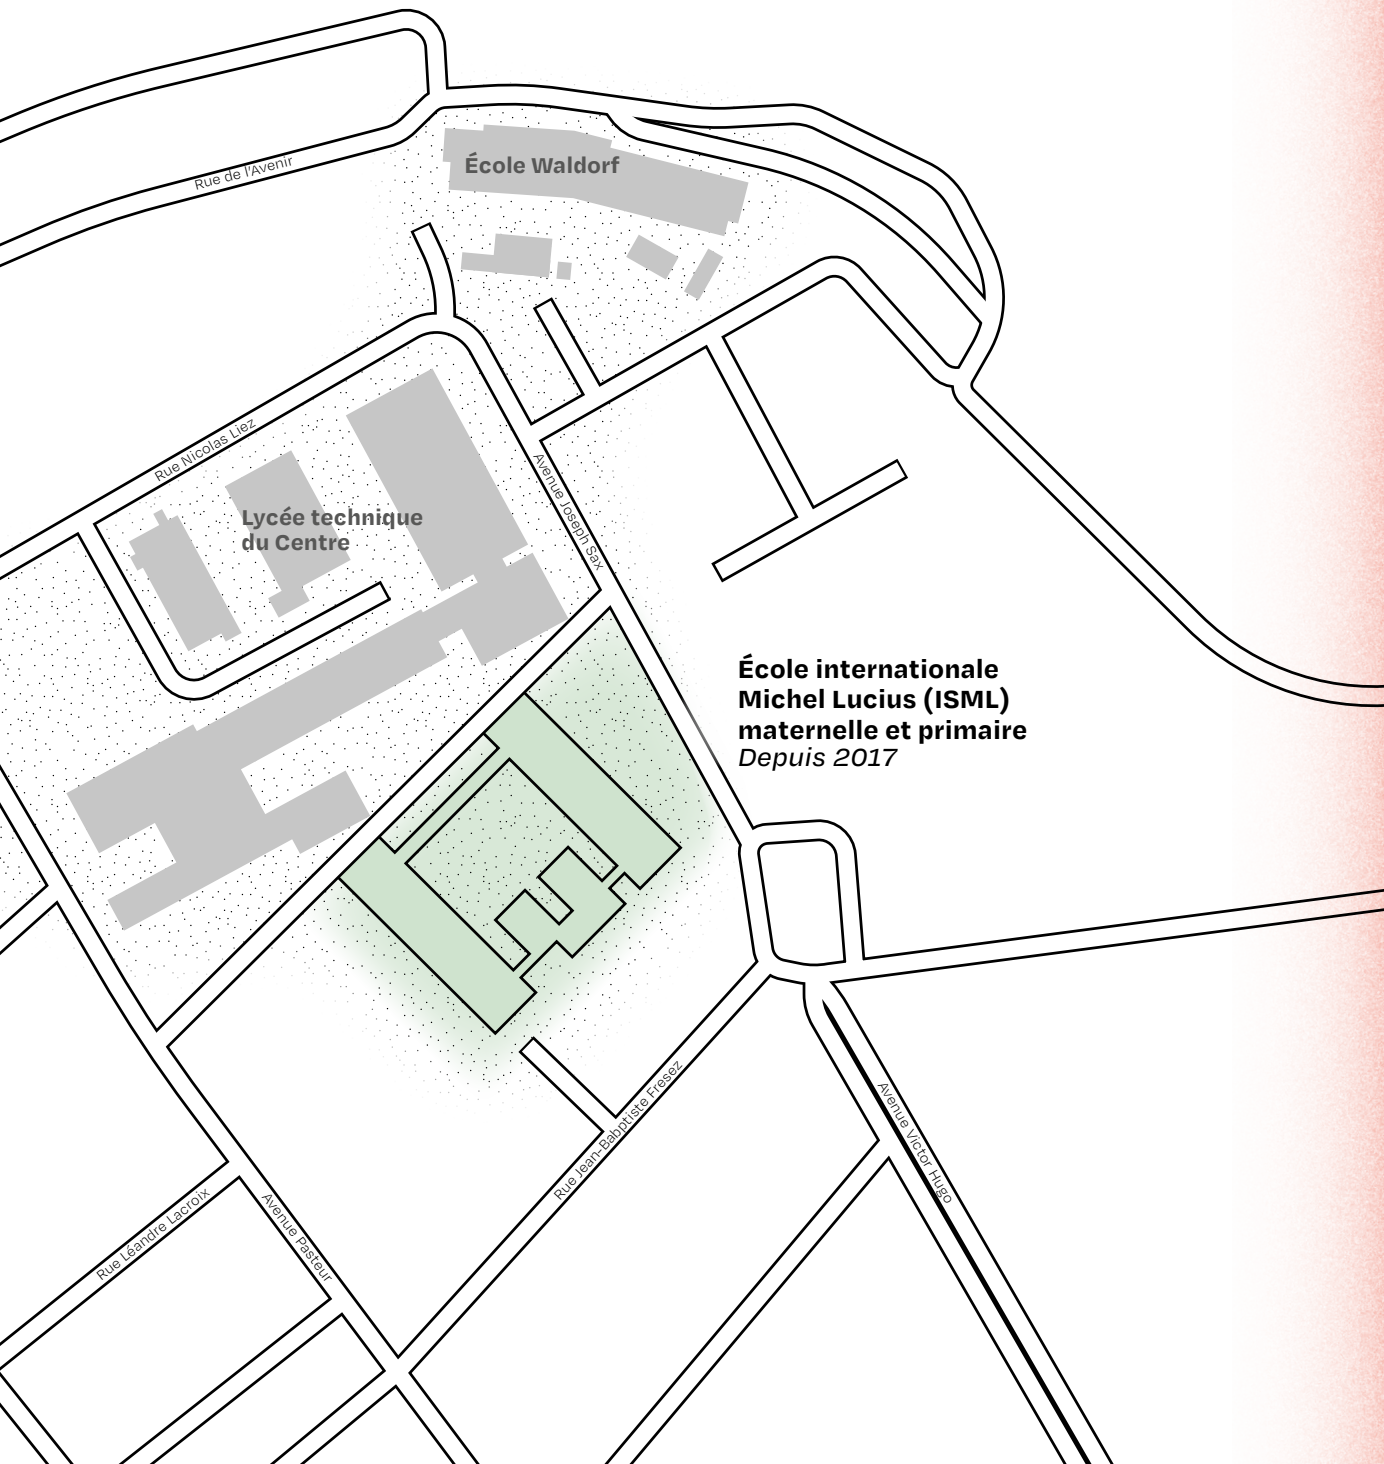 Rue de l'Avenir
École Waldorf
Rue Nicolas Liez
Avenue Joseph Sax
Lycée technique
du Centre
École internationale
Michel Lucius (ISML)
maternelle et primaire
Depuis 2017
Rue Jean-Babptiste Fresez
Avenue Victor Hugo
Rue Léandre Lacroix
Avenue Pasteur